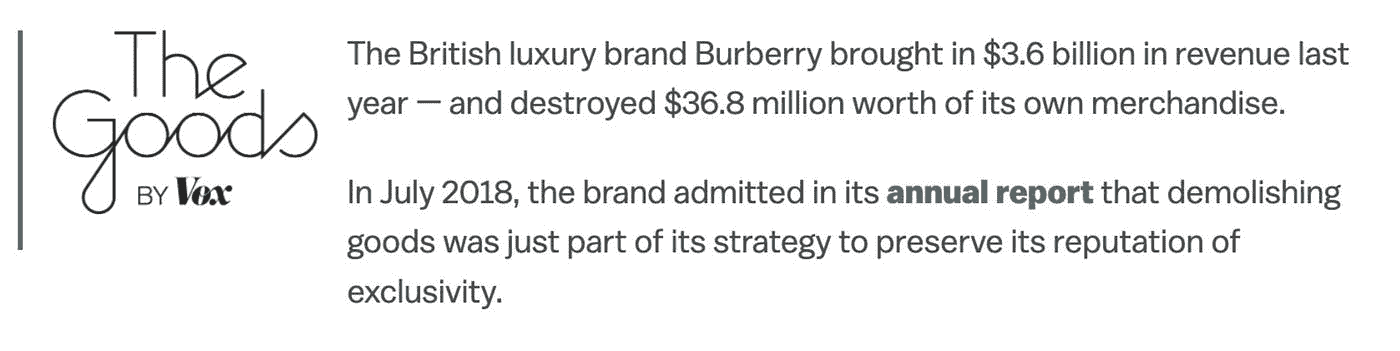 The
Goods
BY Vox
The British luxury brand Burberry brought in $3.6 billion in revenue last
year — and destroyed $36.8 million worth of its own merchandise.
In July 2018, the brand admitted in its annual report that demolishing
goods was just part of its strategy to preserve its reputation of
exclusivity.